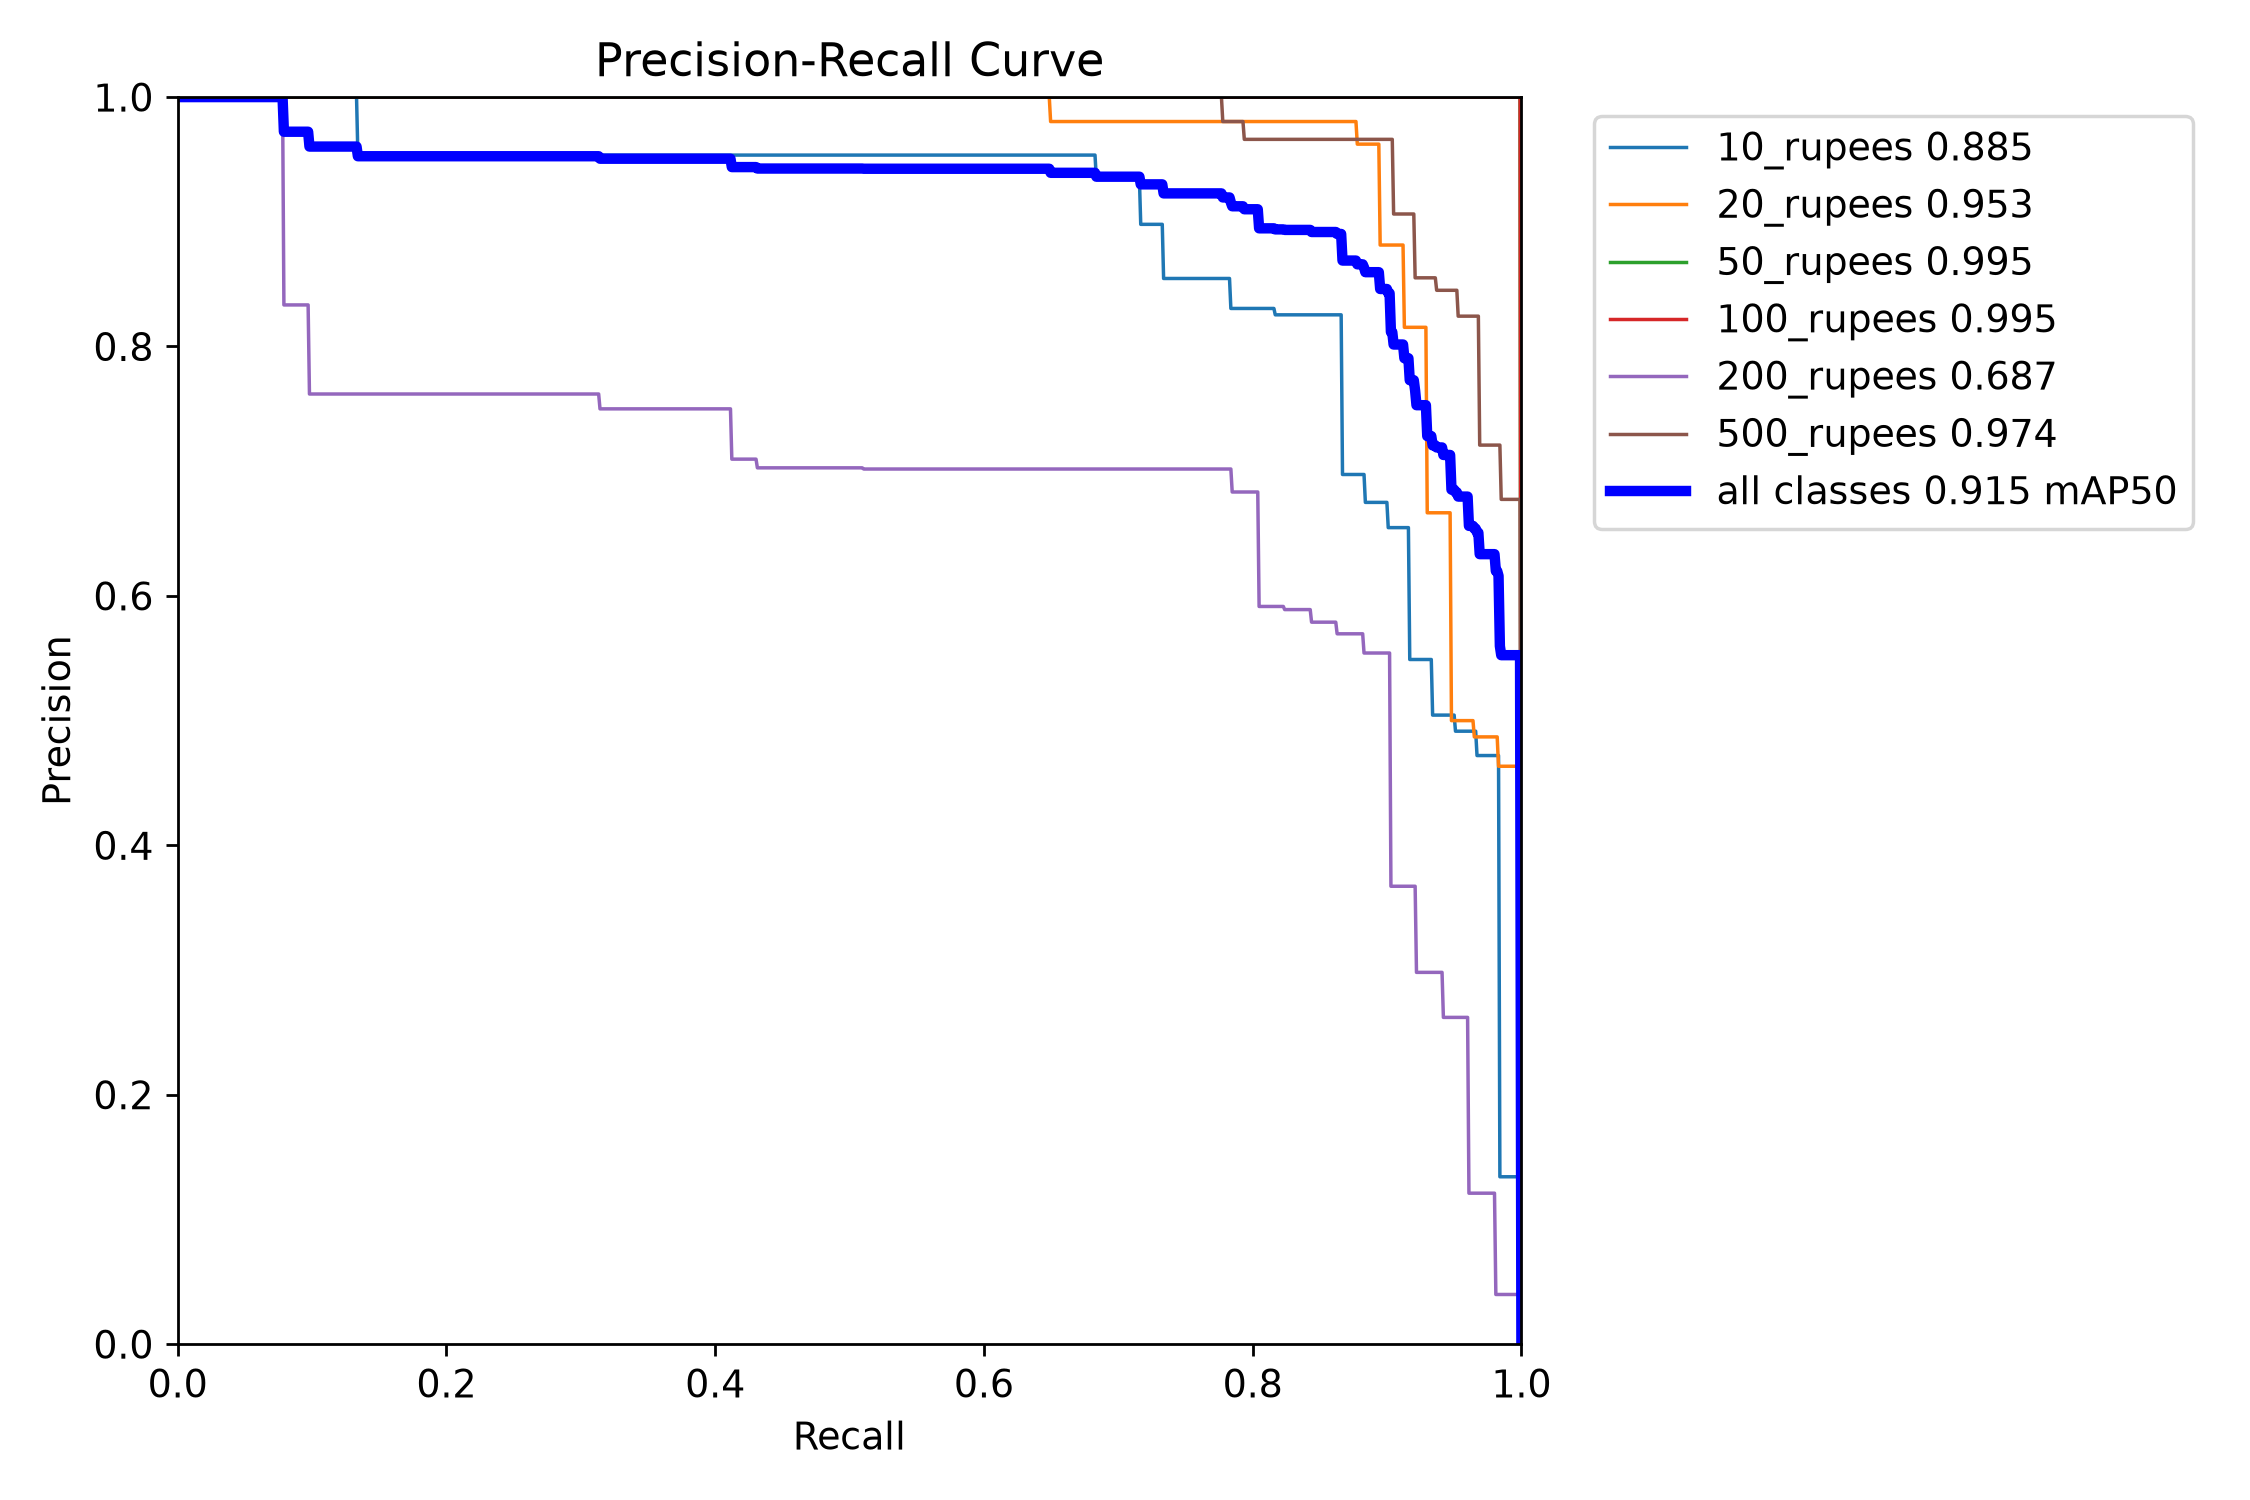 Precision-Recall Curve
1.0
0.8
0.6
0.4
0.2
0.0
Precision
0.0 0.2 0.4 0.6 0.8 1.0
Recall
10_rupees 0.885
20_rupees 0.953
50_rupees 0.995
100_rupees 0.995
200_rupees 0.687
500_rupees 0.974
all classes 0.915 mAP50